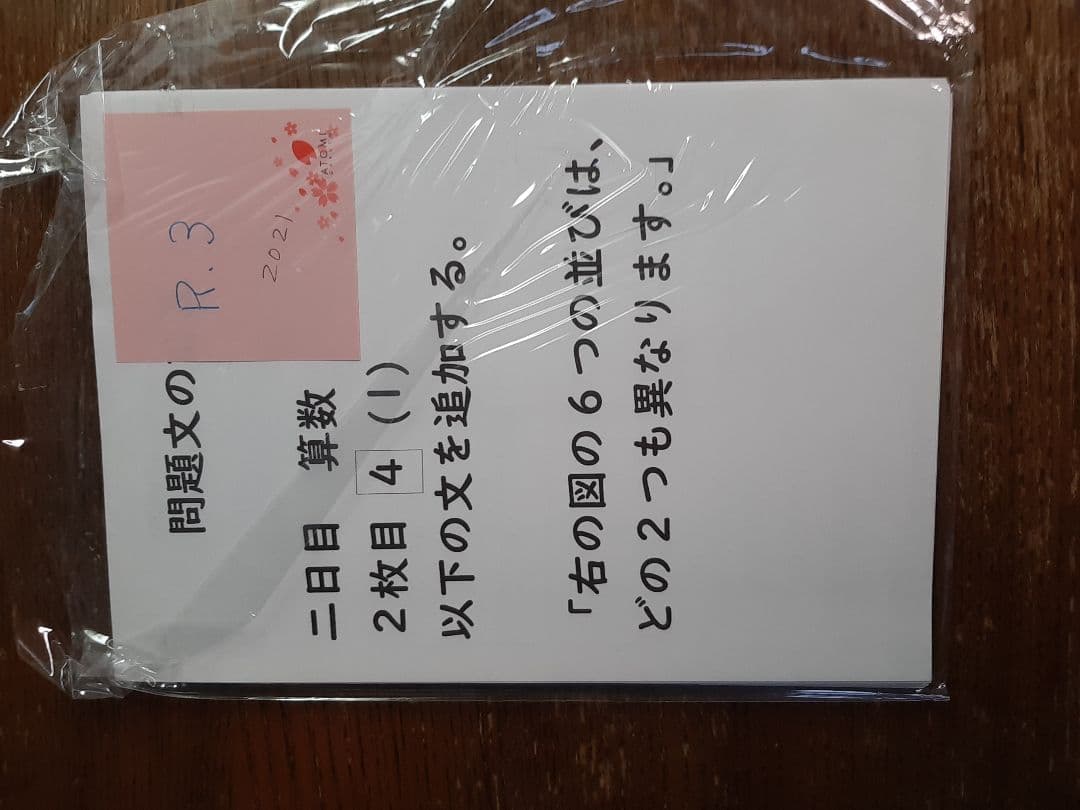 問題文の
R.3
2021
ATOMI
二日目 算数
2枚目 4 (1)
以下の文を追加する。
「右の図の6つの並びは、
どの2つも異なります。」